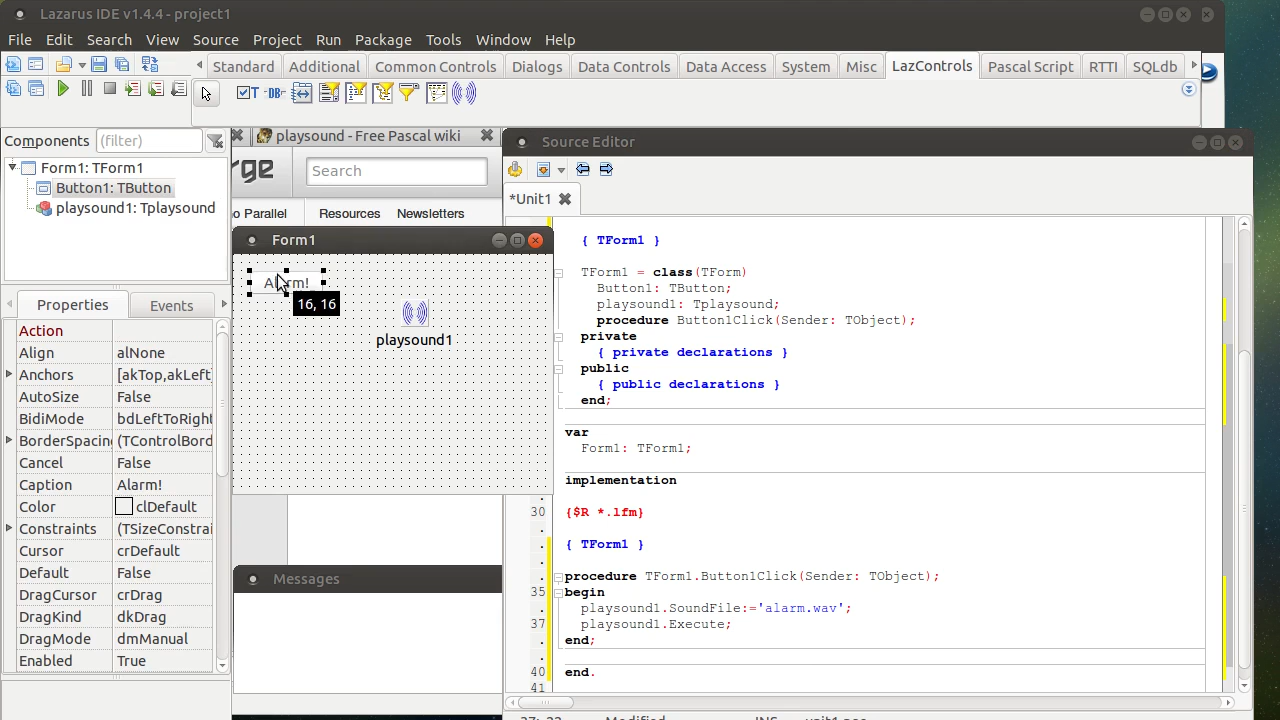 Lazarus IDE v1.4.4 - project1
File Edit Search View Source Project Run Package Tools Window Help
Standard Additional Common Controls Dialogs Data Controls Data Access System Misc LazControls Pascal Script RTTI SQLdb
Components (filter)
Form1: TForm1
Button1: TButton
playsound1: Tplaysound
Properties Events
Action
Align alNone
Anchors [akTop,akLeft]
AutoSize False
BidiMode bdLeftToRight
BorderSpacing (TControlBord
Cancel False
Caption Alarm!
Color clDefault
Constraints (TSizeConstrai
Cursor crDefault
Default False
DragCursor crDrag
DragKind dkDrag
DragMode dmManual
Enabled True
playsound - Free Pascal wiki
rge Search
o Parallel Resources Newsletters
Form1
Alarm!
16, 16
playsound1
Messages
Source Editor
*Unit1
{ TForm1 }
TForm1 = class(TForm)
Button1: TButton;
playsound1: Tplaysound;
procedure Button1Click(Sender: TObject);
private
{ private declarations }
public
{ public declarations }
end;
var
Form1: TForm1;
implementation
30 {$R *.lfm}
{ TForm1 }
procedure TForm1.Button1Click(Sender: TObject);
35 begin
playsound1.SoundFile:='alarm.wav';
37 playsound1.Execute;
end;
40 end.
41